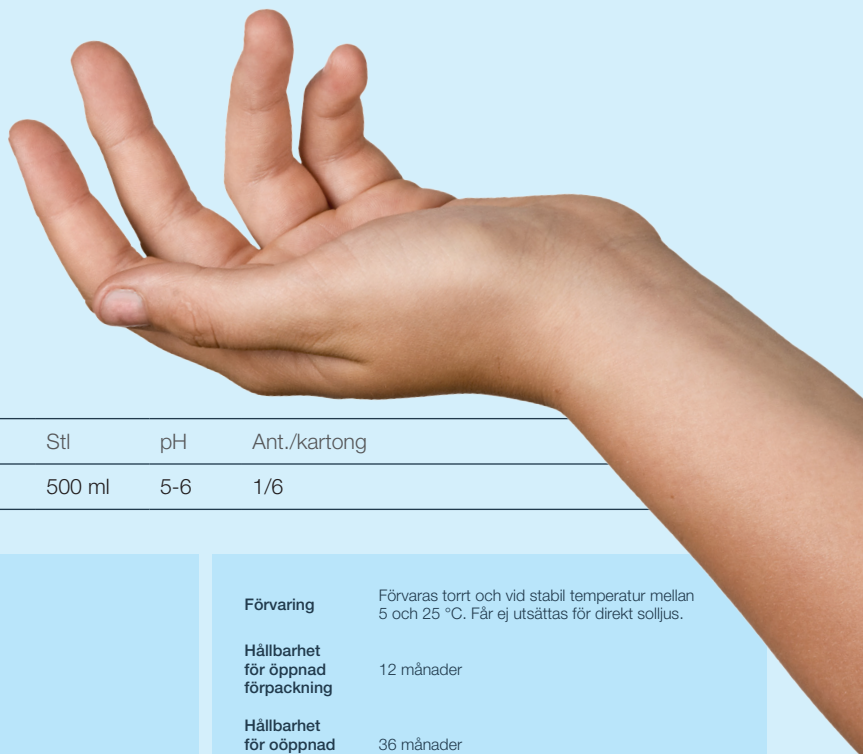 Stl pH Ant./kartong
500 ml 5-6 1/6
Förvaring
Förvaras torrt och vid stabil temperatur mellan
5 och 25 °C. Får ej utsättas för direkt solljus.
Hållbarhet
för öppnad
förpackning
12 månader
Hållbarhet
för oöppnad
36 månader